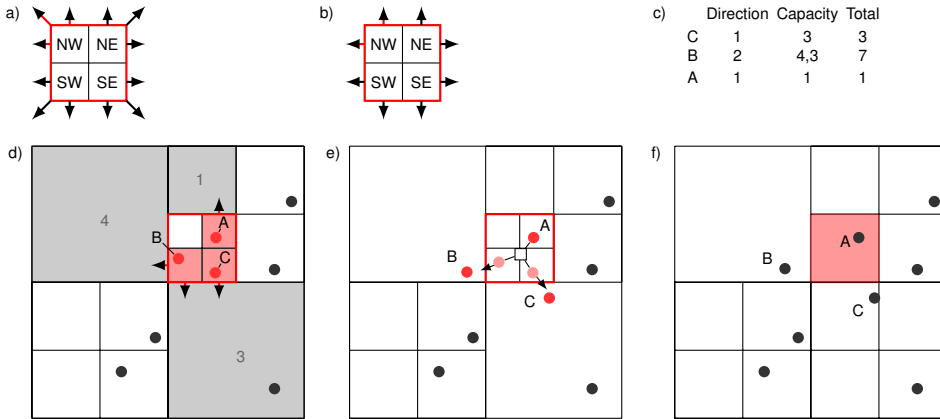 a)
NW NE
SW SE
b)
NW NE
SW SE
c)
Direction Capacity Total
C 1 3 3
B 2 4,3 7
A 1 1 1
d)
1
4
A
B
C
3
e)
A
B
C
f)
A
B
C